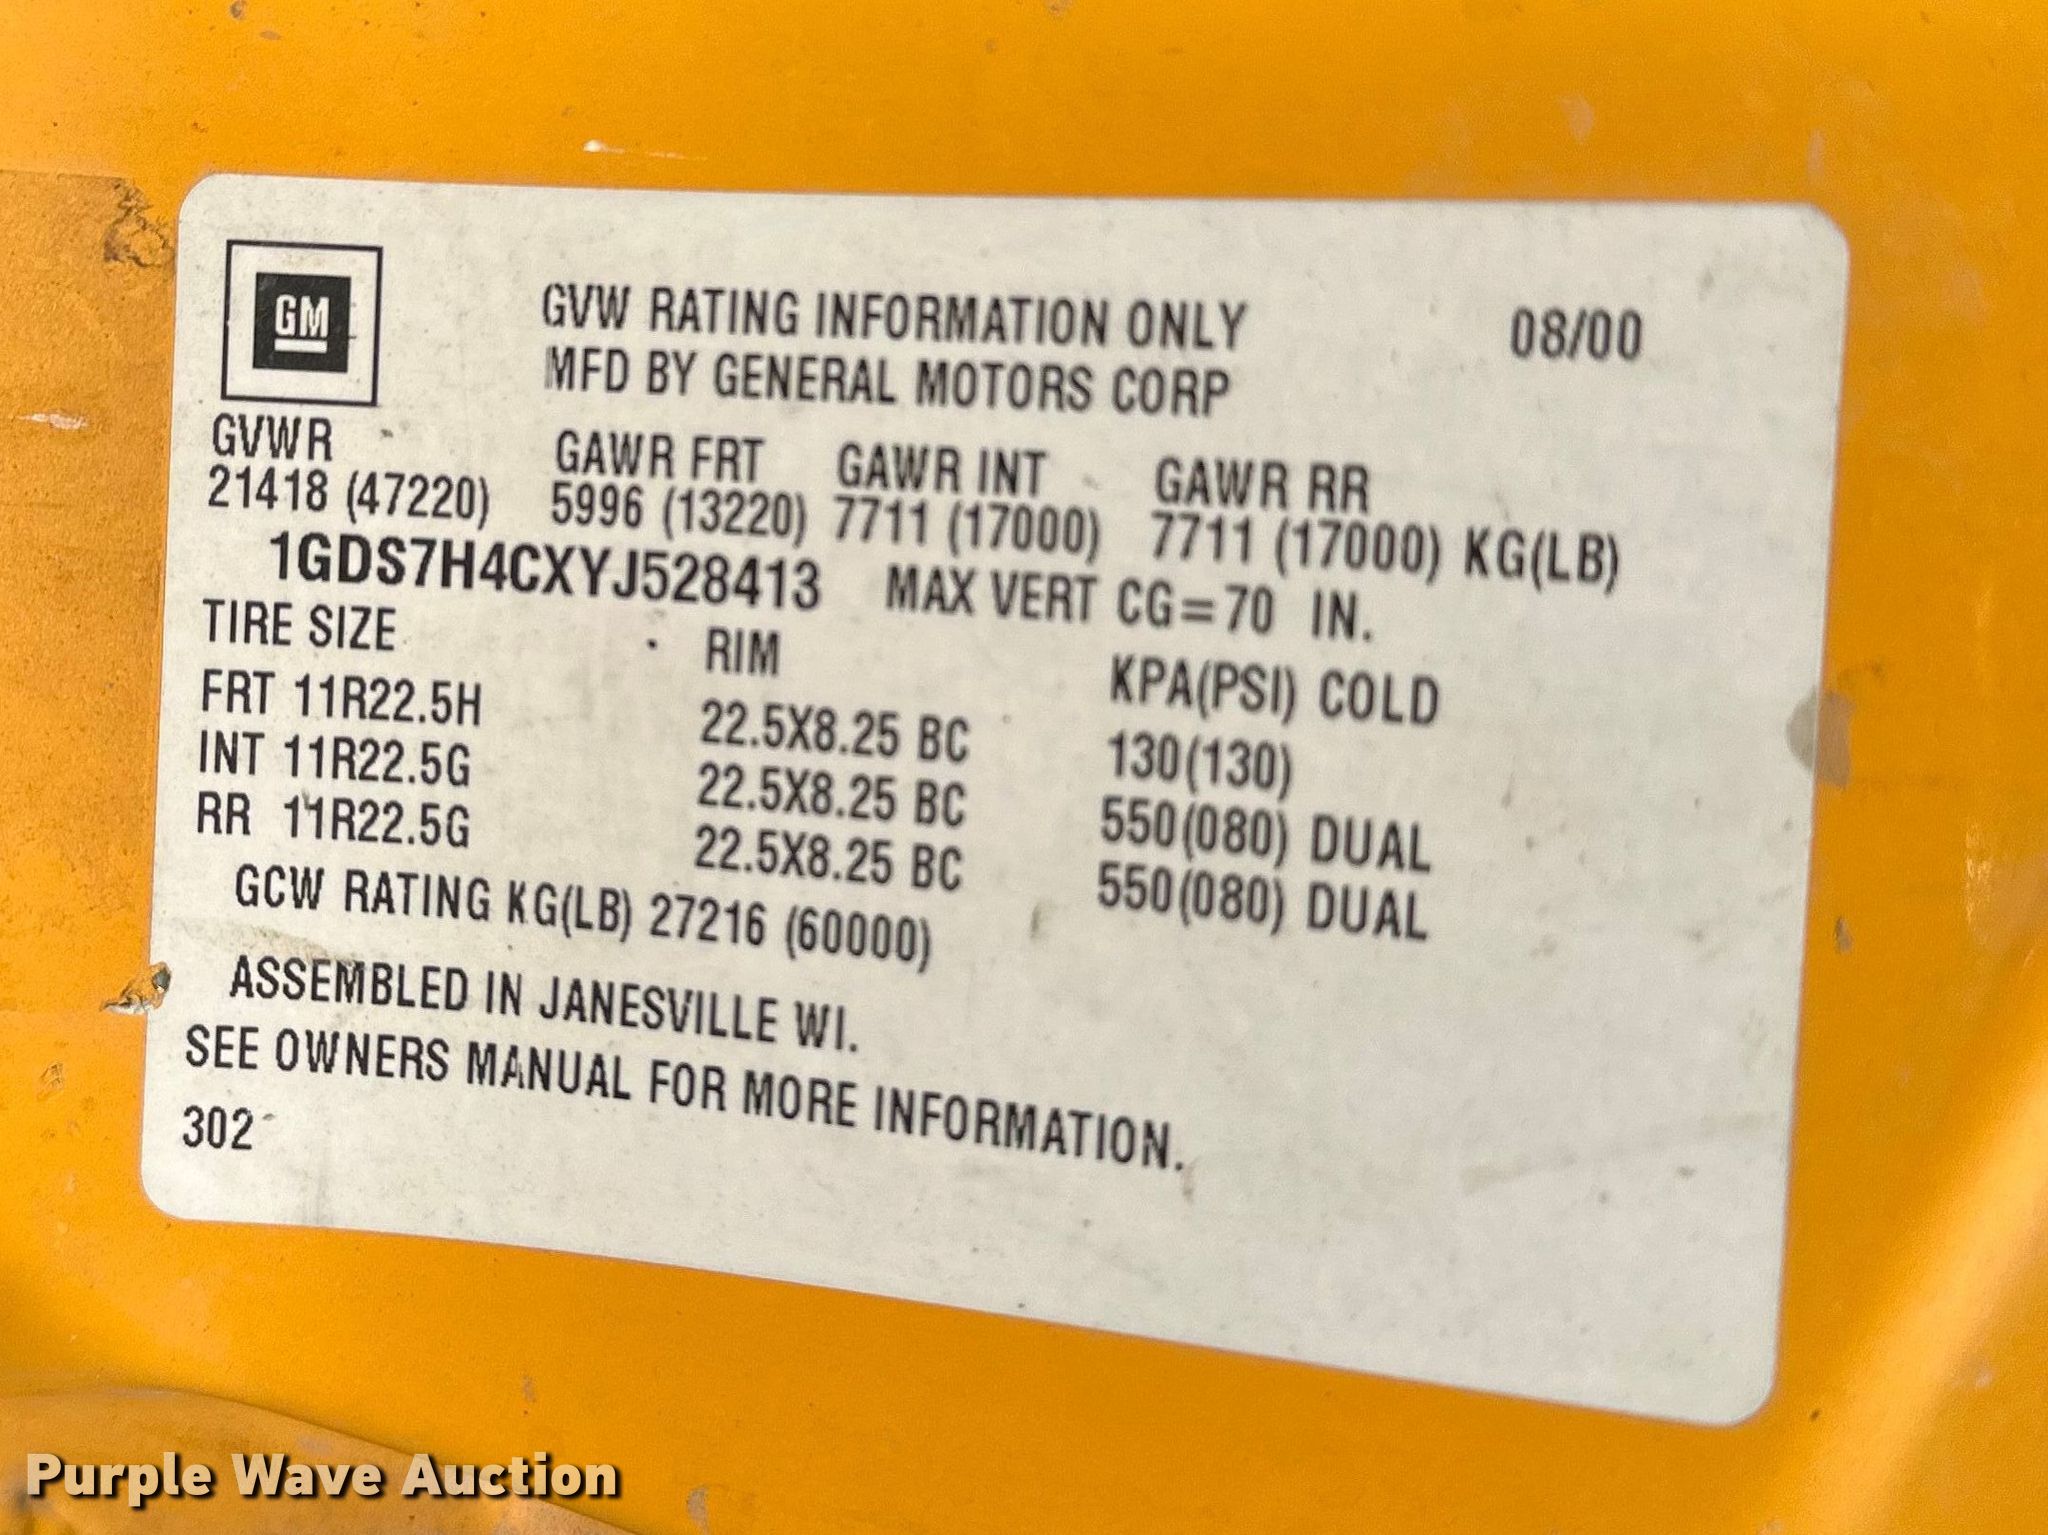 GM
GVW RATING INFORMATION ONLY 08/00
MFD BY GENERAL MOTORS CORP
GVWR GAWR FRT GAWR INT GAWR RR
21418 (47220) 5996 (13220) 7711 (17000) 7711 (17000) KG(LB)
1GDS7H4CXYJ528413 MAX VERT CG=70 IN.
TIRE SIZE RIM KPA(PSI) COLD
FRT 11R22.5H 22.5X8.25 BC 130(130)
INT 11R22.5G 22.5X8.25 BC 550(080) DUAL
RR 11R22.5G 22.5X8.25 BC 550(080) DUAL
GCW RATING KG(LB) 27216 (60000)
ASSEMBLED IN JANESVILLE WI.
SEE OWNERS MANUAL FOR MORE INFORMATION.
302
Purple Wave Auction